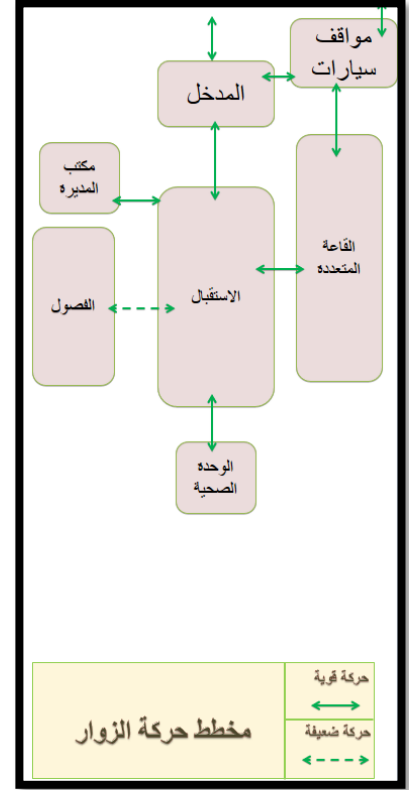 مواقف
سيارات
المدخل
مكتب
المديره
القاعة
المتعدده
الاستقبال
الفصول
الوحده
الصحية
حركة قوية
حركة ضعيفة
مخطط حركة الزوار